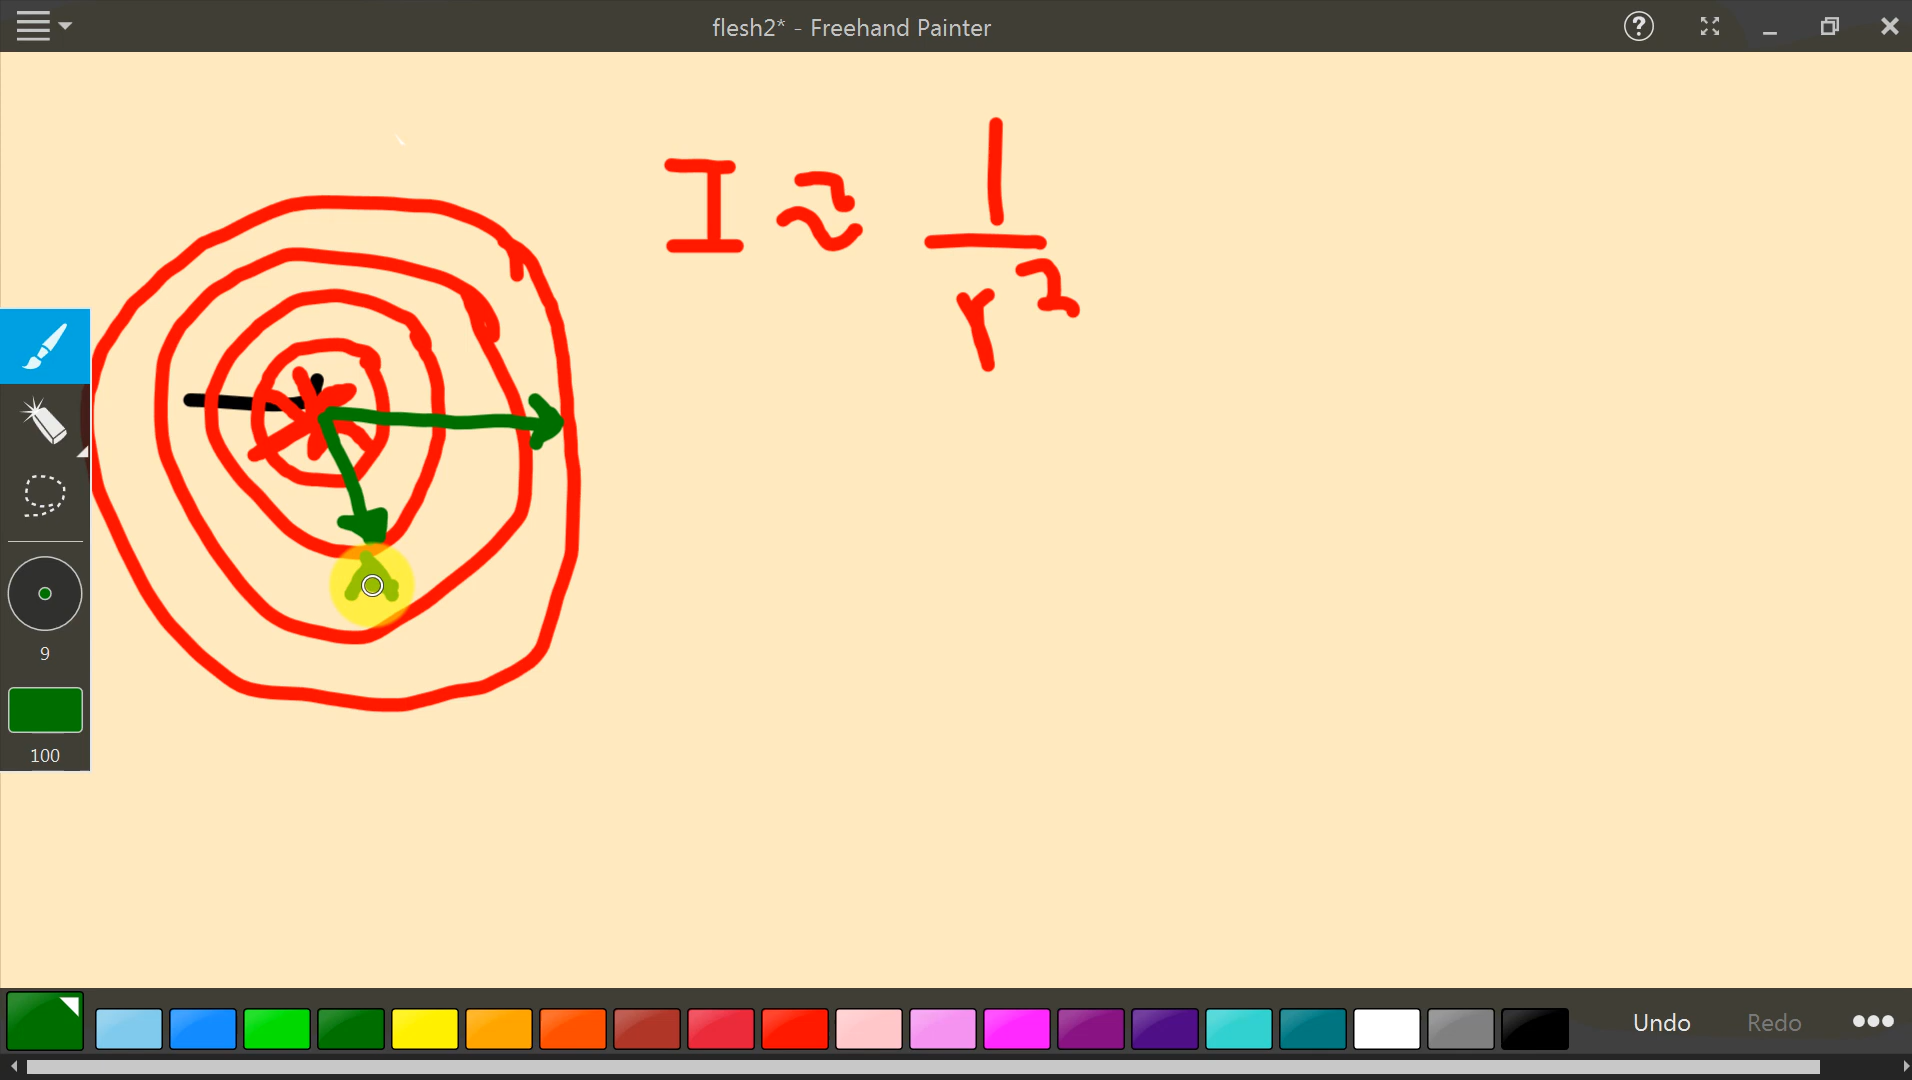 flesh2* - Freehand Painter
I ≈ 1/r²
A
9
100
Undo Redo